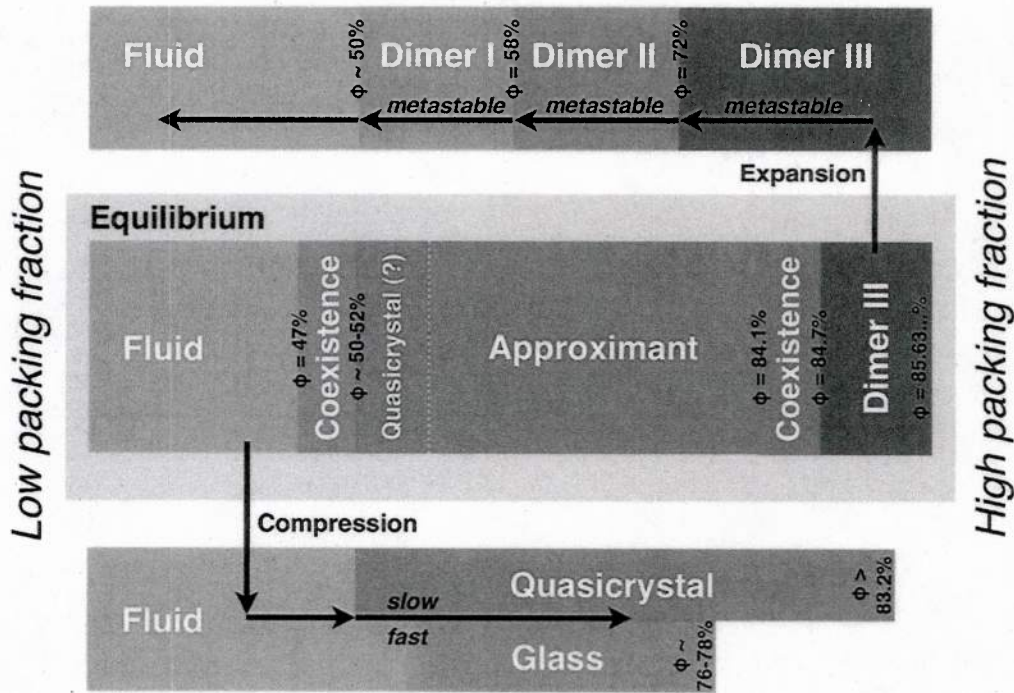 Fluid
ϕ ~ 50%
Dimer I
ϕ = 58%
Dimer II
ϕ = 72%
Dimer III
metastable
metastable
metastable
Expansion
Low packing fraction
High packing fraction
Equilibrium
Fluid
ϕ = 47%
Coexistence
ϕ ~ 50-52%
Quasicrystal (?)
Approximant
ϕ = 84.1%
Coexistence
ϕ = 84.7%
Dimer III
ϕ = 85.63...%
Compression
Fluid
slow
fast
Quasicrystal
ϕ >
83.2%
Glass
ϕ ~
76-78%